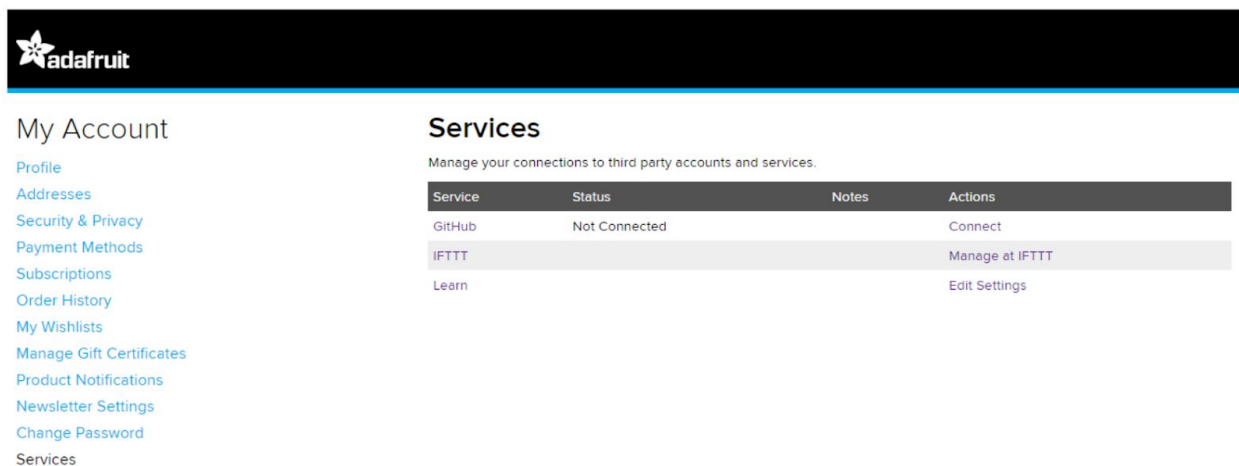 adafruit
My Account
Profile
Addresses
Security & Privacy
Payment Methods
Subscriptions
Order History
My Wishlists
Manage Gift Certificates
Product Notifications
Newsletter Settings
Change Password
Services
Services
Manage your connections to third party accounts and services.
Service Status Notes Actions
GitHub Not Connected Connect
IFTTT Manage at IFTTT
Learn Edit Settings